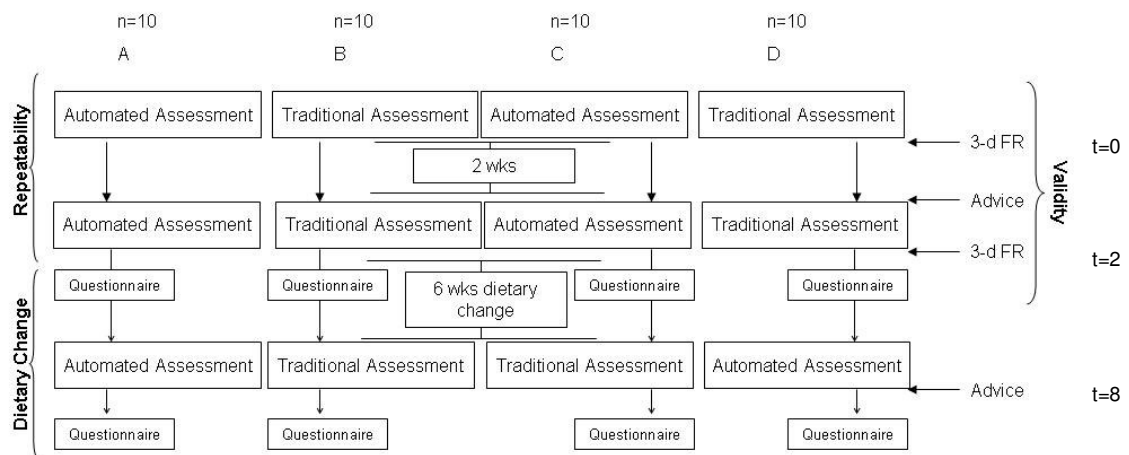 n=10 n=10 n=10 n=10
A B C D
Repeatability
Automated Assessment Traditional Assessment Automated Assessment Traditional Assessment
3-d FR t=0
2 wks
Validity
Advice
Automated Assessment Traditional Assessment Automated Assessment Traditional Assessment
3-d FR t=2
Dietary Change
Questionnaire Questionnaire Questionnaire Questionnaire
6 wks dietary
change
Automated Assessment Traditional Assessment Traditional Assessment Automated Assessment
Advice t=8
Questionnaire Questionnaire Questionnaire Questionnaire